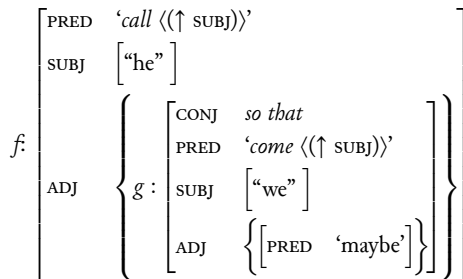 PRED ‘call ⟨(↑ SUBJ)⟩’
SUBJ [“he” ]
f:
CONJ so that
PRED ‘come ⟨(↑ SUBJ)⟩’
ADJ { g : SUBJ [“we” ] }
ADJ {[PRED ‘maybe’]}